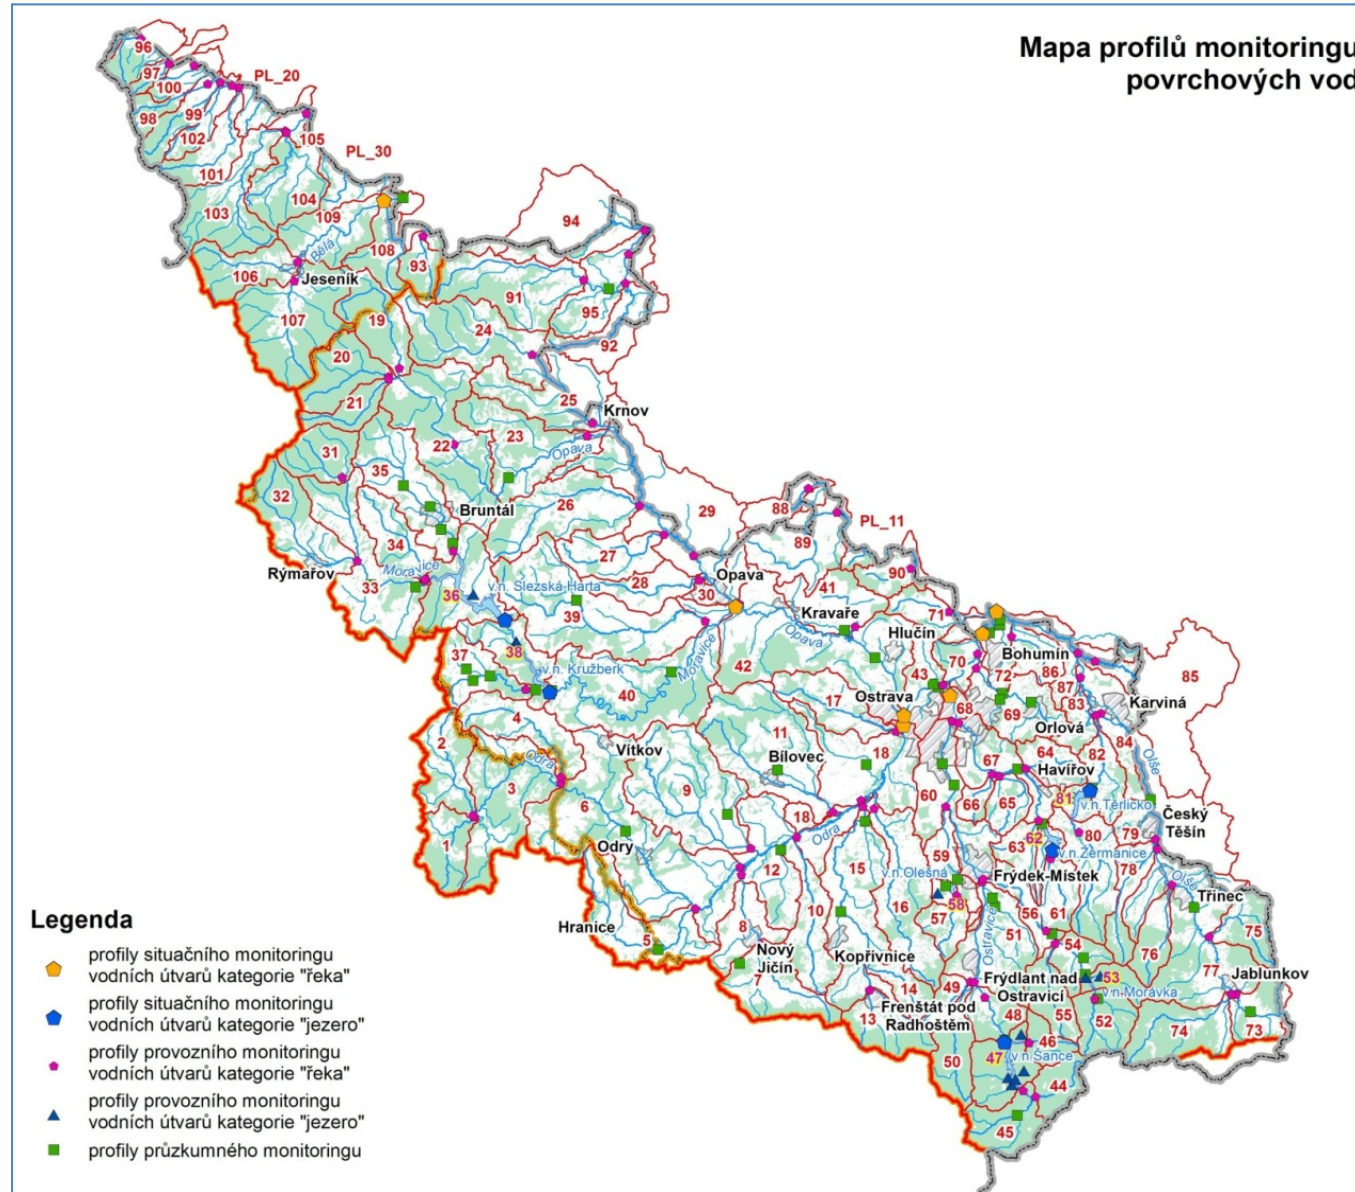 Mapa profilů monitoringu
povrchových vod
96
97
100
PL_20
98
99
102
105
101
PL_30
104
103
109
94
Bělá
108
93
106
Jeseník
91
95
107
19
24
92
20
21
25
Krnov
22
23
Opava
31
35
32
26
88
29
Bruntál
PL_11
34
27
89
Rýmařov
Moravice
28
Opava
90
33
30
41
36
v.n. Slezská Harta
39
Kravaře
71
Opava
Hlučín
38
Moravice
Bohumín
37
v.n. Kružberk
42
70
86
85
40
43
72
87
17
Ostrava
69
83
Karviná
4
68
Orlová
2
Vítkov
11
84
18
64
82
Olše
Odra
Bílovec
67
Havířov
3
9
60
66
65
81
v.n.Těrlicko
6
18
Český
Těšín
Odra
62
80
79
1
Odry
59
63
v.n.Žermanice
12
15
v.n.Olešná
78
Frýdek-Místek
Olše
16
58
Třinec
10
57
56
61
Hranice
8
Ostravice
51
54
76
75
5
Nový
Jičín
Kopřivnice
77
7
49
Frýdlant nad
Ostravicí
53
Jablunkov
14
v.n.Morávka
13
Frenštát pod
Radhoštěm
48
55
52
73
74
50
46
47
v.n.Šance
44
45
Legenda
profily situačního monitoringu
vodních útvarů kategorie "řeka"
profily situačního monitoringu
vodních útvarů kategorie "jezero"
profily provozního monitoringu
vodních útvarů kategorie "řeka"
profily provozního monitoringu
vodních útvarů kategorie "jezero"
profily průzkumného monitoringu